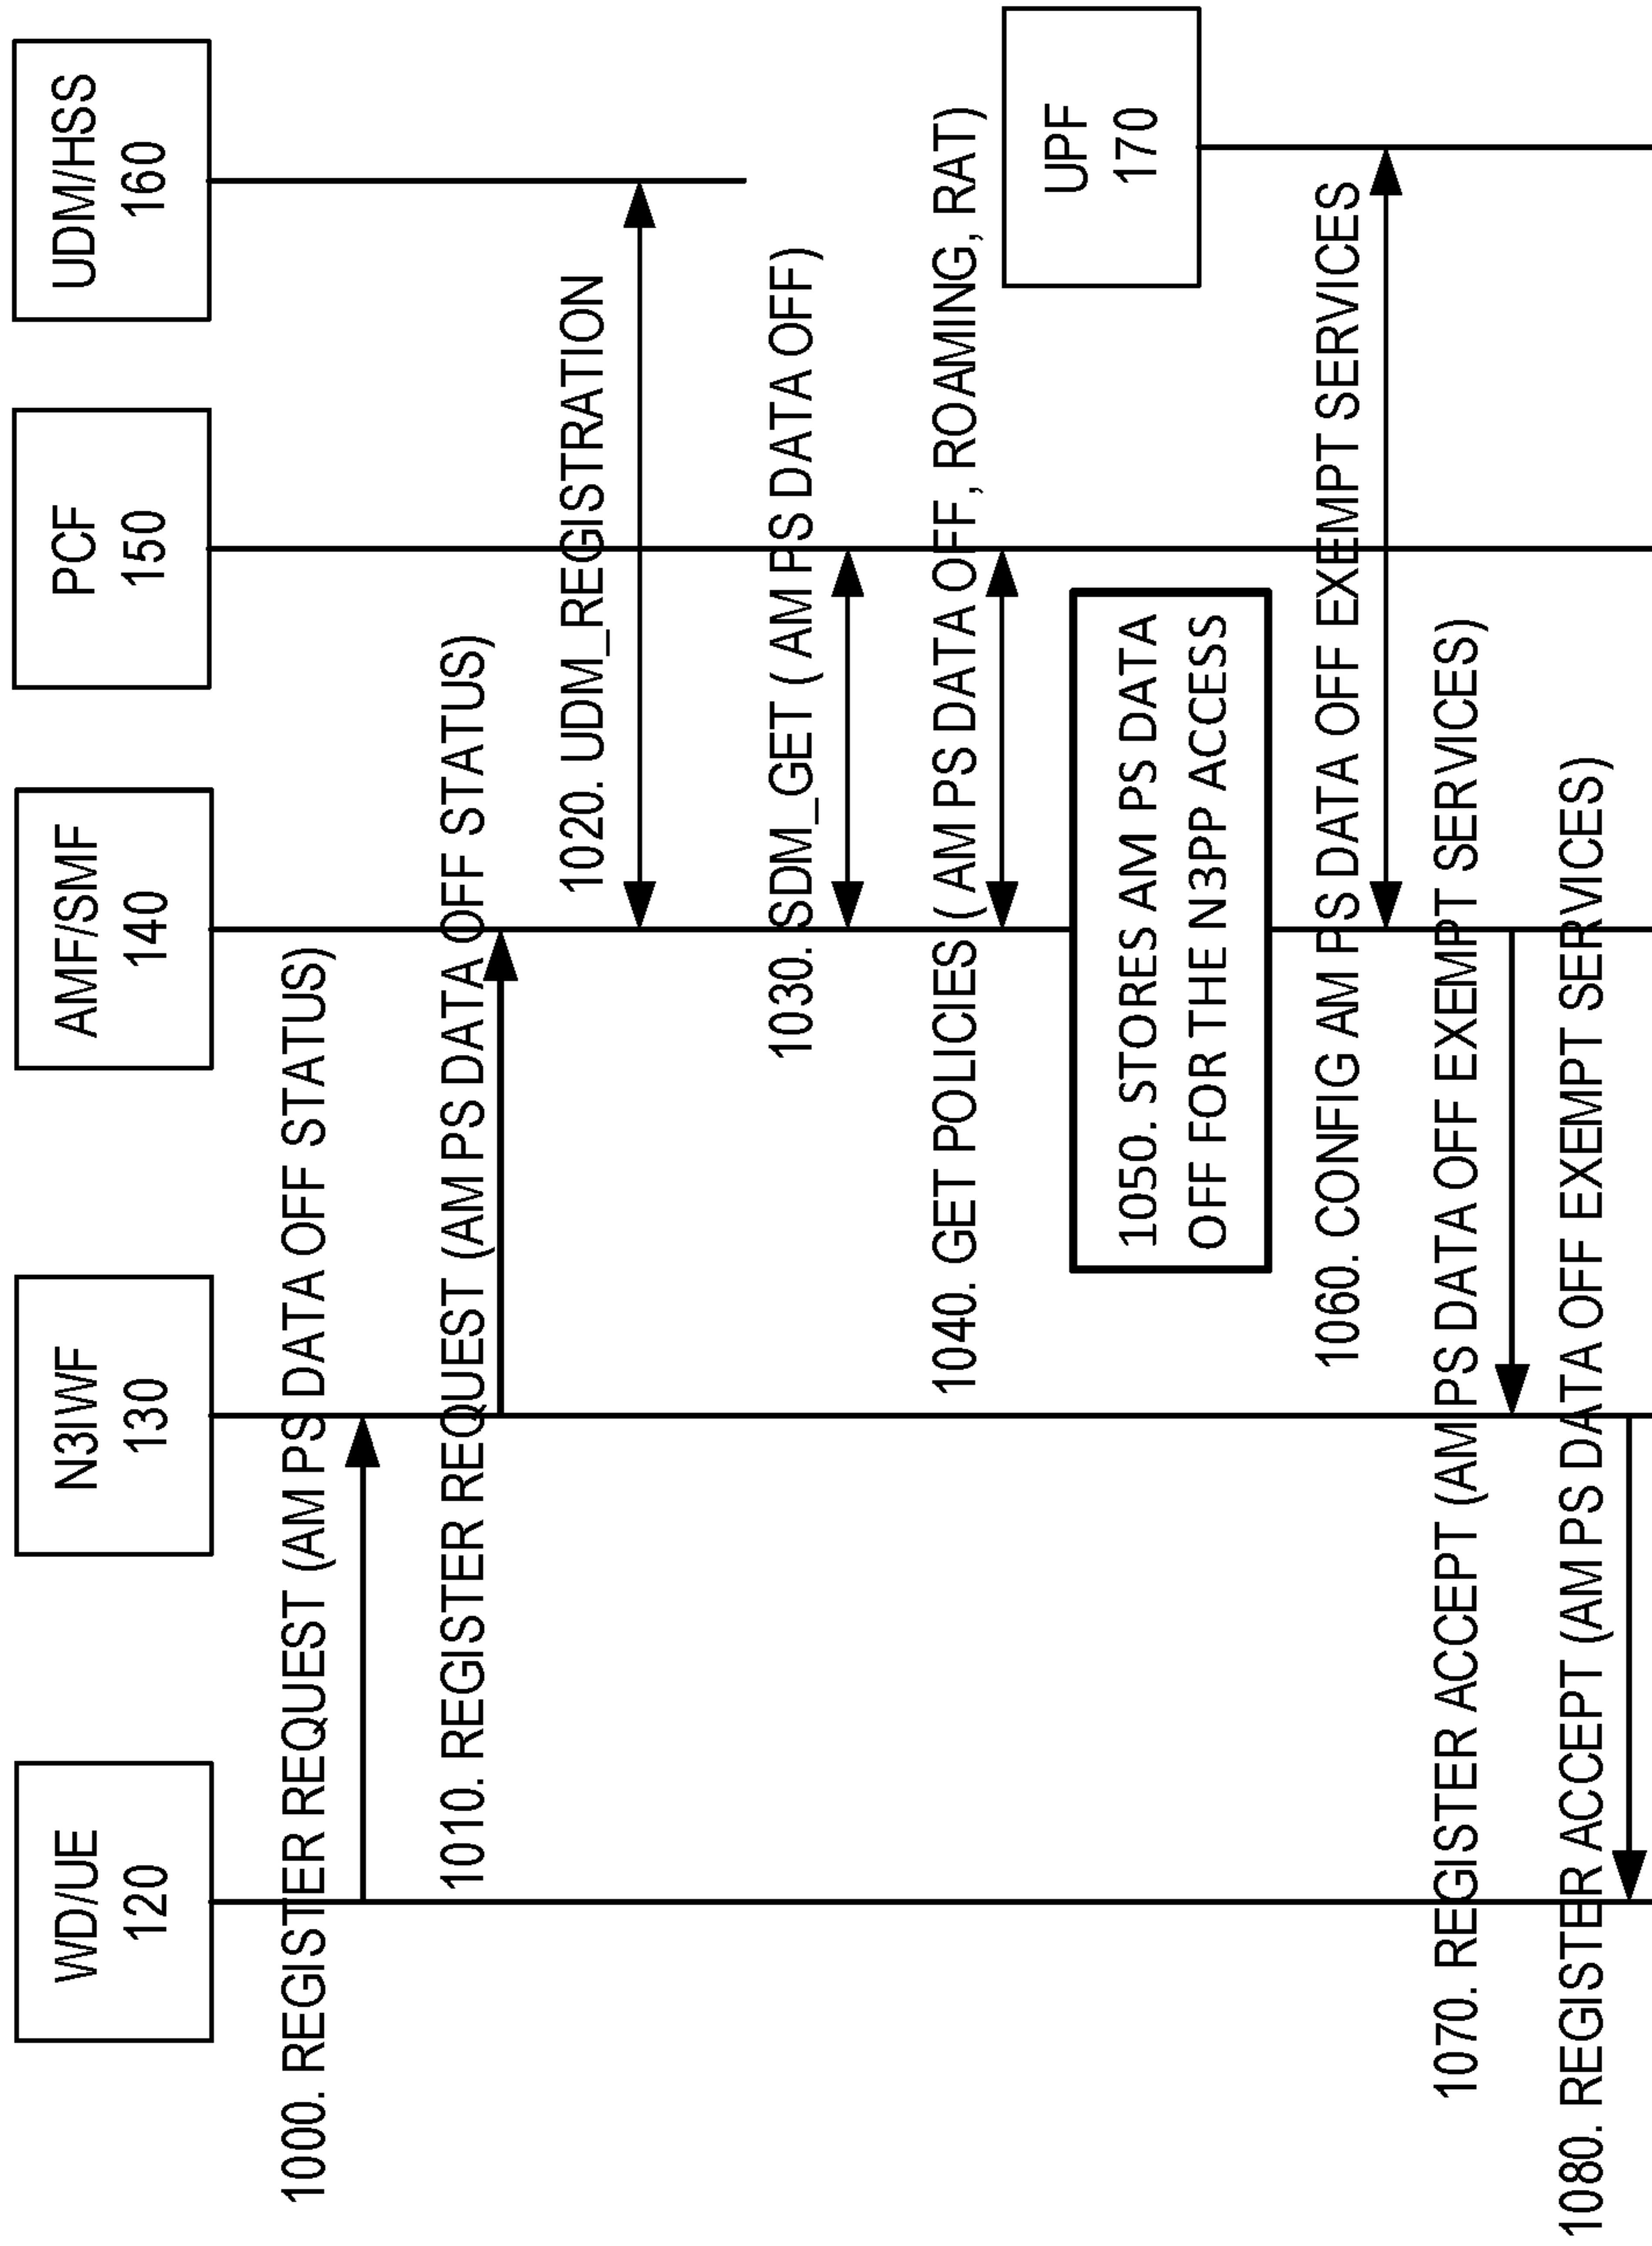 WD/UE
120
N3IWF
130
AMF/SMF
140
PCF
150
UDM/HSS
160
1000. REGISTER REQUEST (AM PS DATA OFF STATUS)
1010. REGISTER REQUEST (AM PS DATA OFF STATUS)
1020. UDM_REGISTRATION
1030. SDM_GET ( AM PS DATA OFF)
1040. GET POLICIES ( AM PS DATA OFF, ROAMING, RAT)
UPF
170
1050. STORES AM PS DATA
OFF FOR THE N3PP ACCESS
1060. CONFIG AM PS DATA OFF EXEMPT SERVICES
1070. REGISTER ACCEPT (AM PS DATA OFF EXEMPT SERVICES)
1080. REGISTER ACCEPT (AM PS DATA OFF EXEMPT SERVICES)